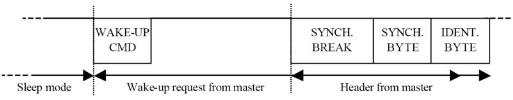 WAKE-UP
CMD
SYNCH.
BREAK
SYNCH.
BYTE
IDENT.
BYTE
Sleep mode
Wake-up request from master
Header from master